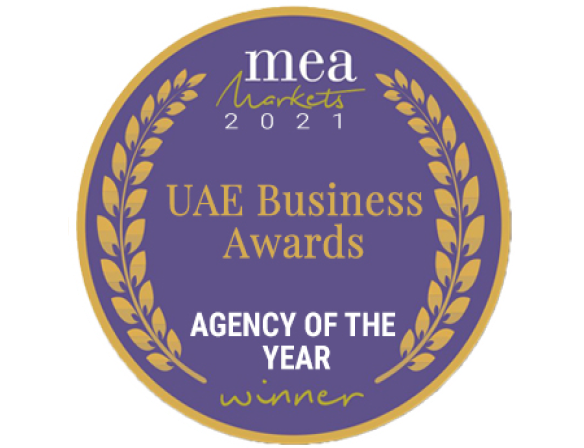 mea
Markets
2021
UAE Business
Awards
AGENCY OF THE
YEAR
winner